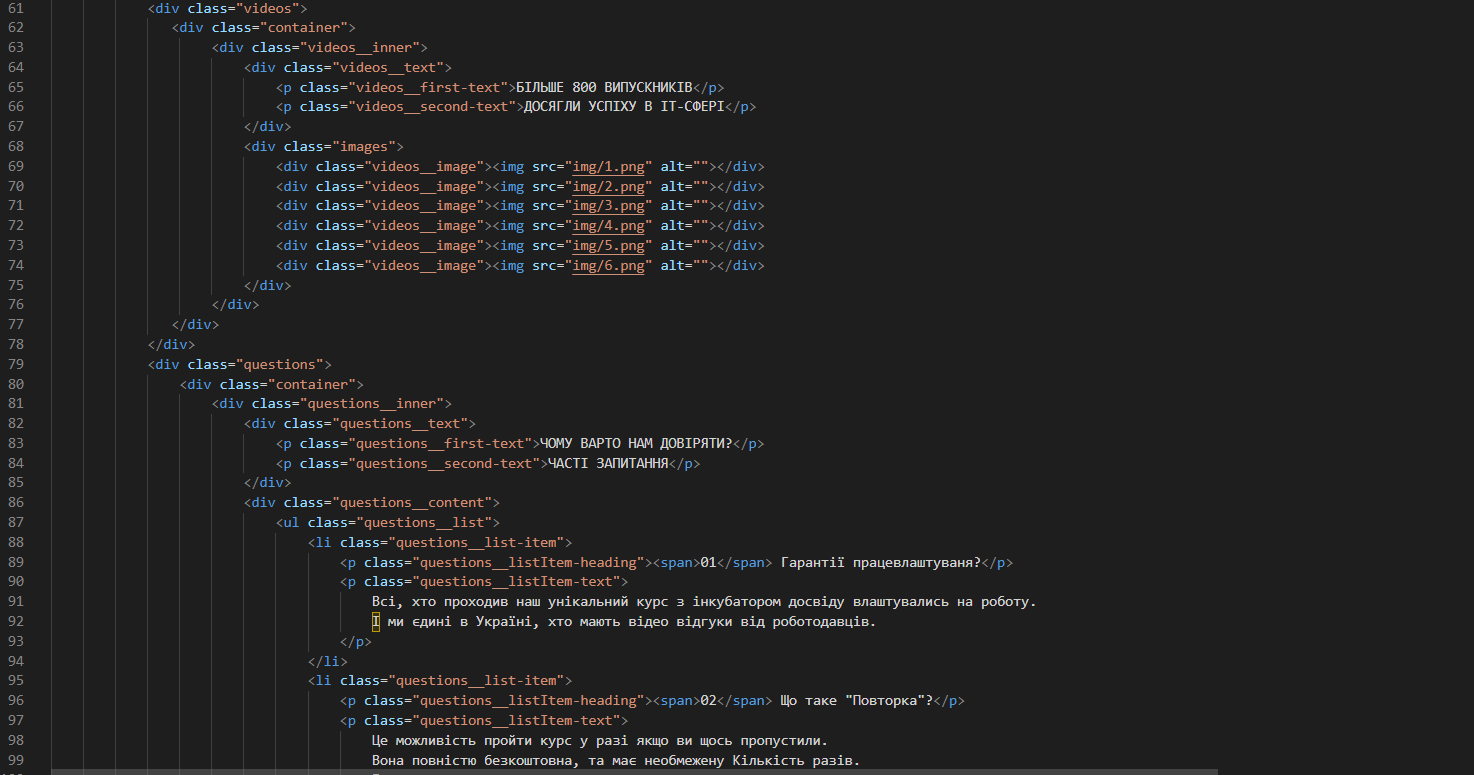 61 <div class="videos">
62 <div class="container">
63 <div class="videos__inner">
64 <div class="videos__text">
65 <p class="videos__first-text">БІЛЬШЕ 800 ВИПУСКНИКІВ</p>
66 <p class="videos__second-text">ДОСЯГЛИ УСПІХУ В ІТ-СФЕРІ</p>
67 </div>
68 <div class="images">
69 <div class="videos__image"><img src="img/1.png" alt=""></div>
70 <div class="videos__image"><img src="img/2.png" alt=""></div>
71 <div class="videos__image"><img src="img/3.png" alt=""></div>
72 <div class="videos__image"><img src="img/4.png" alt=""></div>
73 <div class="videos__image"><img src="img/5.png" alt=""></div>
74 <div class="videos__image"><img src="img/6.png" alt=""></div>
75 </div>
76 </div>
77 </div>
78 </div>
79 <div class="questions">
80 <div class="container">
81 <div class="questions__inner">
82 <div class="questions__text">
83 <p class="questions__first-text">ЧОМУ ВАРТО НАМ ДОВІРЯТИ?</p>
84 <p class="questions__second-text">ЧАСТІ ЗАПИТАННЯ</p>
85 </div>
86 <div class="questions__content">
87 <ul class="questions__list">
88 <li class="questions__list-item">
89 <p class="questions__listItem-heading"><span>01</span> Гарантії працевлаштуваня?</p>
90 <p class="questions__listItem-text">
91 Всі, хто проходив наш унікальний курс з інкубатором досвіду влаштувались на роботу.
92 І ми єдині в Україні, хто мають відео відгуки від роботодавців.
93 </p>
94 </li>
95 <li class="questions__list-item">
96 <p class="questions__listItem-heading"><span>02</span> Що таке "Повторка"?</p>
97 <p class="questions__listItem-text">
98 Це можливість пройти курс у разі якщо ви щось пропустили.
99 Вона повністю безкоштовна, та має необмежену Кількість разів.